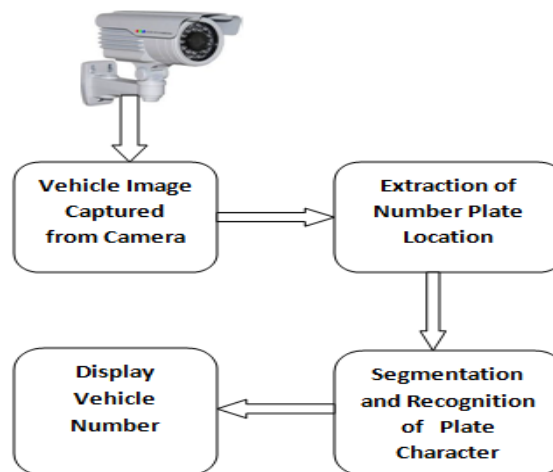 Vehicle Image
Captured
from Camera
Extraction of
Number Plate
Location
Segmentation
and Recognition
of Plate
Character
Display
Vehicle
Number